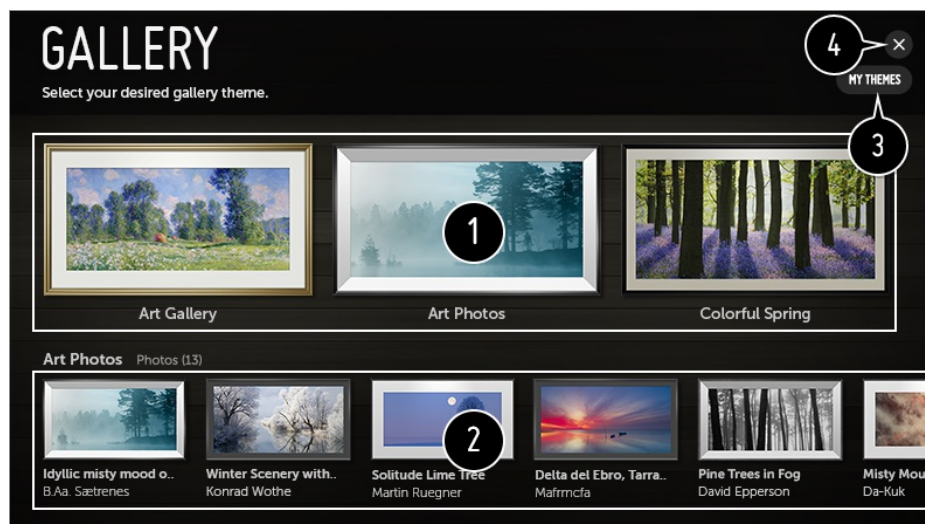 GALLERY
Select your desired gallery theme.
4
×
MY THEMES
3
1
Art Gallery
Art Photos
Colorful Spring
Art Photos Photos (13)
2
Idyllic misty mood o..
B.Aa. Sætrenes
Winter Scenery with..
Konrad Wothe
Solitude Lime Tree
Martin Ruegner
Delta del Ebro, Tarra..
Mafrmcfa
Pine Trees in Fog
David Epperson
Misty Mou
Da-Kuk